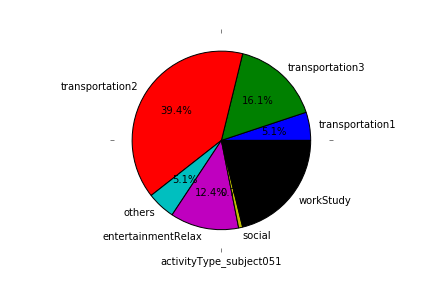 transportation3
transportation2
39.4%
16.1%
transportation1
5.1%
5.1%
12.4%
workStudy
others
entertainmentRelax
social
activityType_subject051